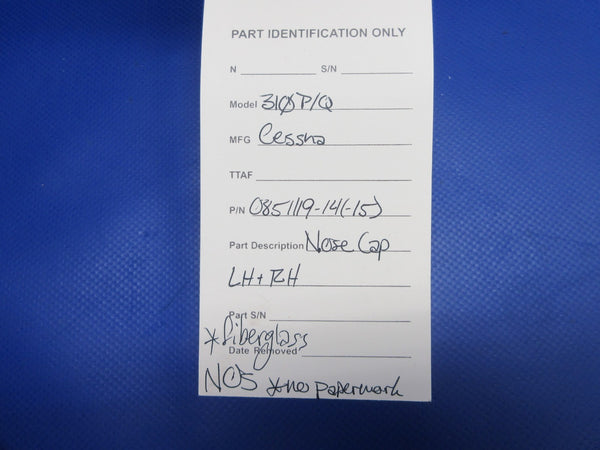 PART IDENTIFICATION ONLY
N S/N
Model 310 P/Q
MFG Cessna
TTAF
P/N 0851119-14(-15)
Part Description Nose Cap
LH + RH
Part S/N
* fiberglass
Date Removed
NOS *no paperwork